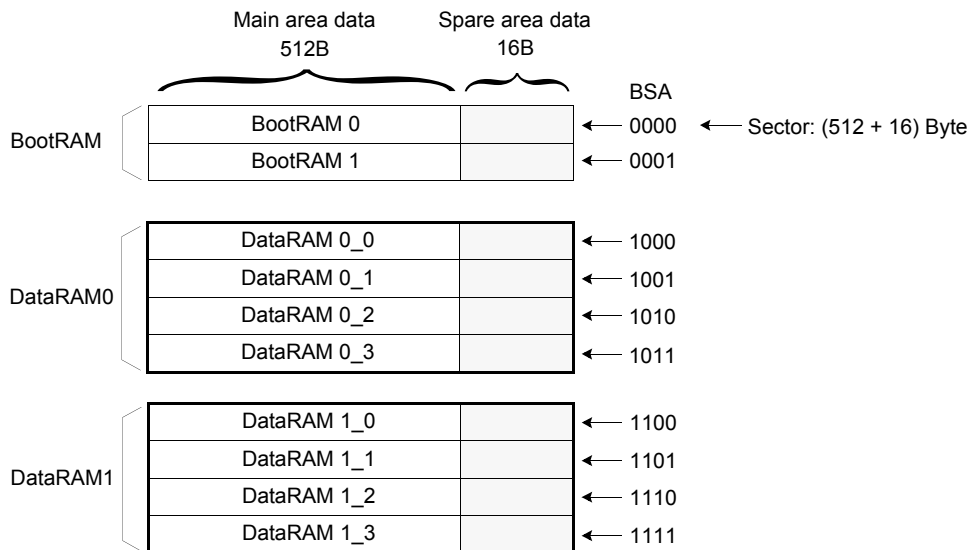 Main area data Spare area data
512B 16B
BSA
BootRAM
BootRAM 0 0000 Sector: (512 + 16) Byte
BootRAM 1 0001
DataRAM0
DataRAM 0_0 1000
DataRAM 0_1 1001
DataRAM 0_2 1010
DataRAM 0_3 1011
DataRAM1
DataRAM 1_0 1100
DataRAM 1_1 1101
DataRAM 1_2 1110
DataRAM 1_3 1111